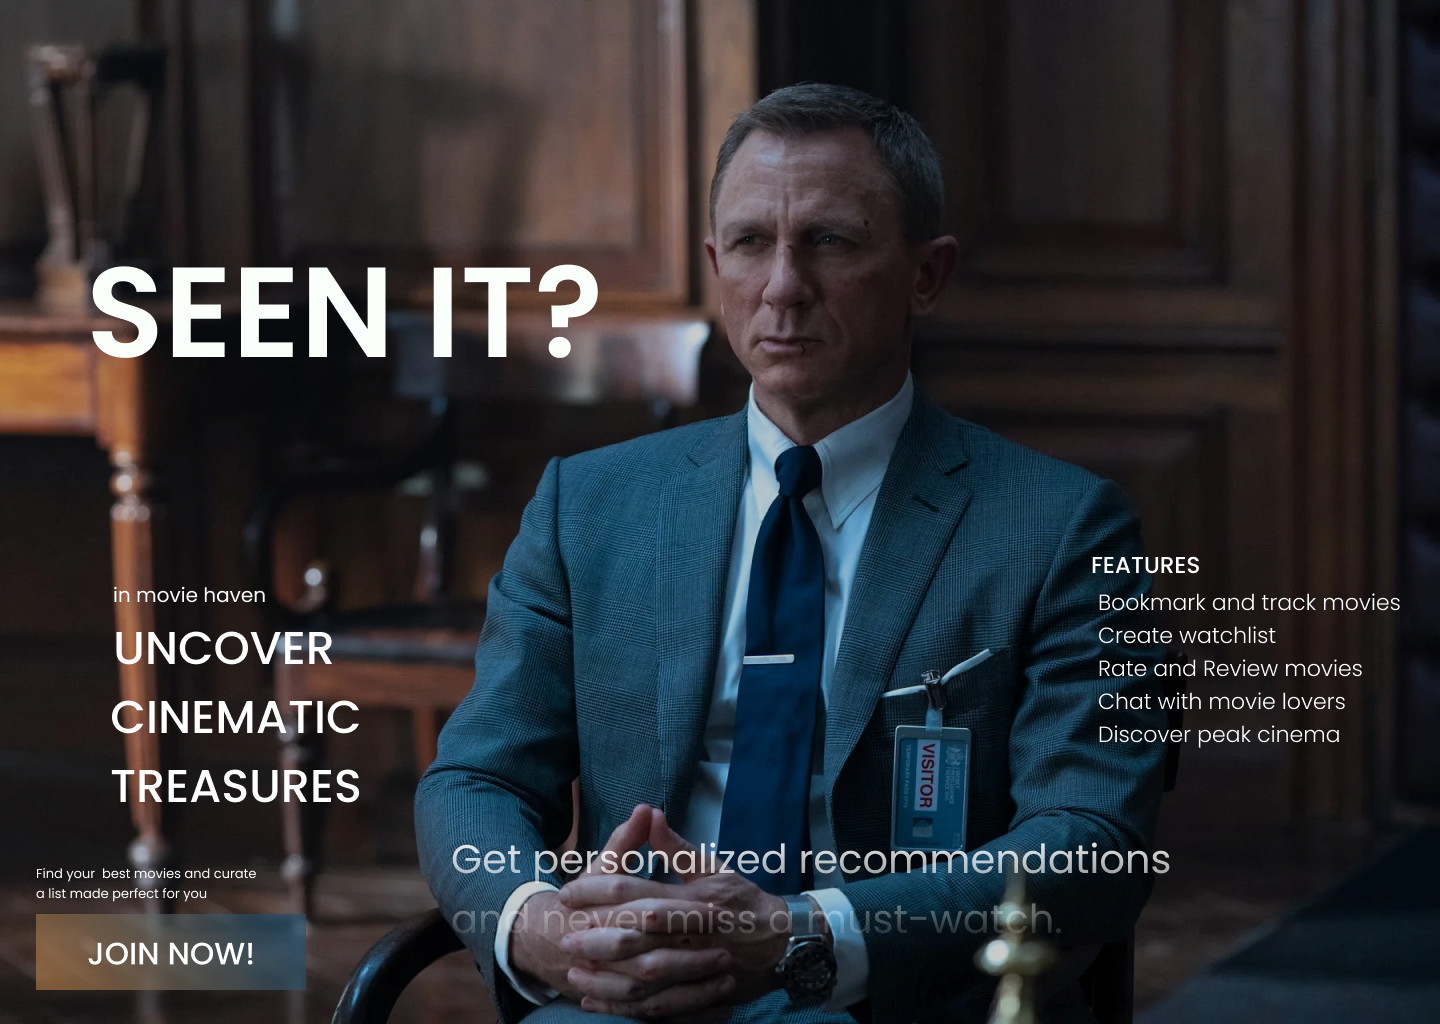 SEEN IT?
in movie haven
UNCOVER
CINEMATIC
TREASURES
FEATURES
Bookmark and track movies
Create watchlist
Rate and Review movies
Chat with movie lovers
Discover peak cinema
VISITOR
Get personalized recommendations
and never miss a must-watch.
Find your best movies and curate
a list made perfect for you
JOIN NOW!